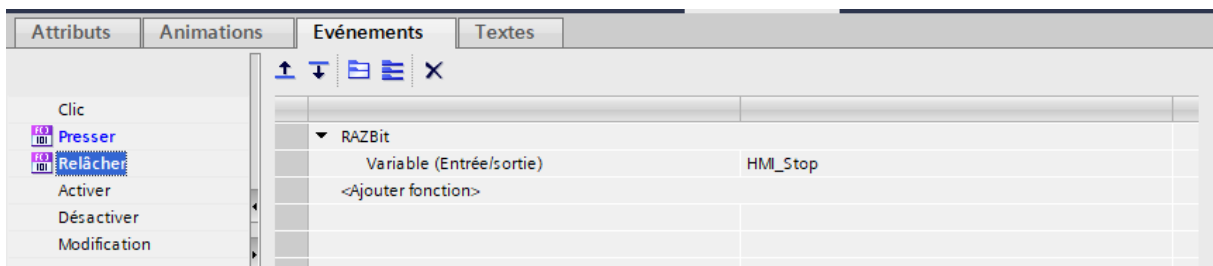 Attributs Animations Evénements Textes
Clic
Presser
RAZBit
Relâcher
Variable (Entrée/sortie) HMI_Stop
Activer
<Ajouter fonction>
Désactiver
Modification